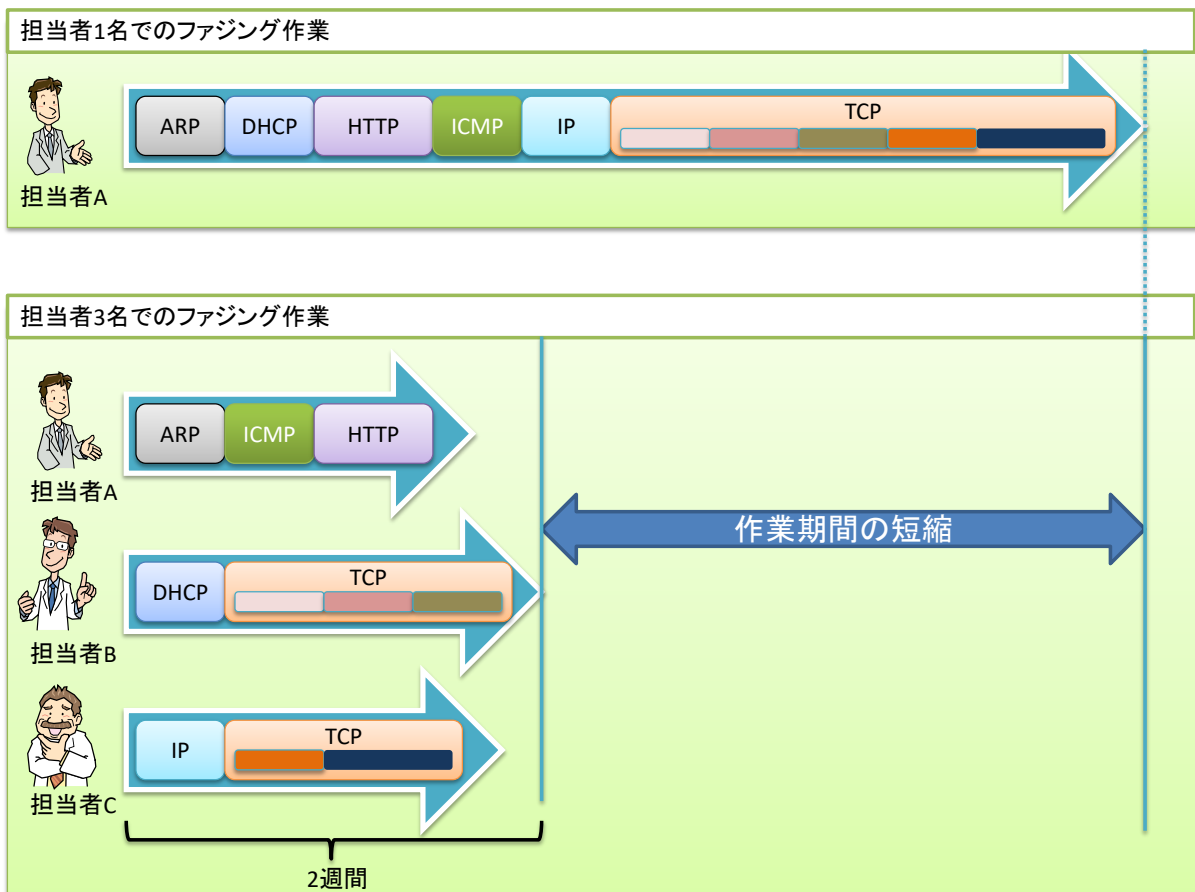 担当者1名でのファジング作業
ARP DHCP HTTP ICMP IP TCP
担当者A
担当者3名でのファジング作業
ARP ICMP HTTP
担当者A
作業期間の短縮
DHCP TCP
担当者B
IP TCP
担当者C
2週間